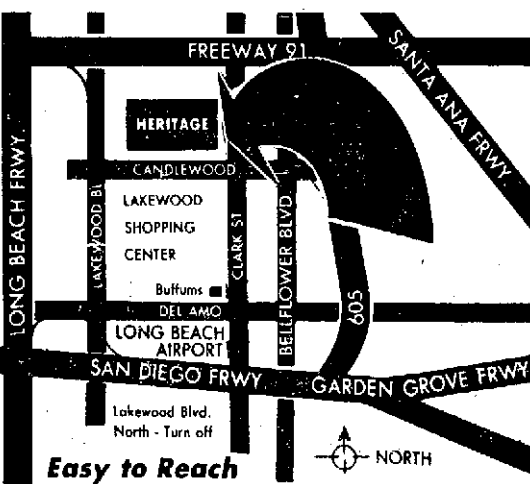 FREEWAY 91
SANTA ANA FRWY
HERITAGE
CANDLEWOOD
LONG BEACH FRWY
LAKEWOOD BL
LAKEWOOD
SHOPPING
CENTER
CLARK ST
BELLFLOWER BLVD.
605
Buffums
DEL AMO
LONG BEACH
AIRPORT
SAN DIEGO FRWY
GARDEN GROVE FRWY
Lakewood Blvd.
North - Turn off
NORTH
Easy to Reach